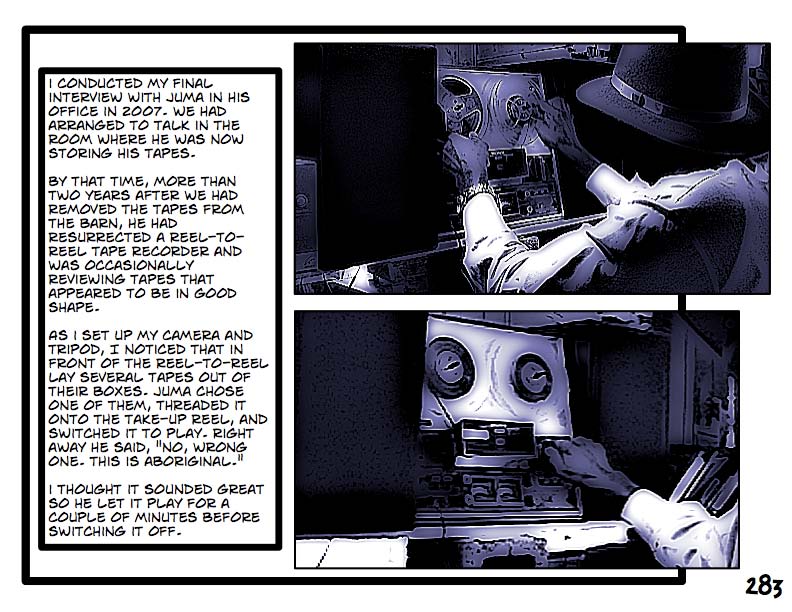 I CONDUCTED MY FINAL
INTERVIEW WITH JUMA IN HIS
OFFICE IN 2007. WE HAD
ARRANGED TO TALK IN THE
ROOM WHERE HE WAS NOW
STORING HIS TAPES.
BY THAT TIME, MORE THAN
TWO YEARS AFTER WE HAD
REMOVED THE TAPES FROM
THE BARN, HE HAD
RESURRECTED A REEL-TO-
REEL TAPE RECORDER AND
WAS OCCASIONALLY
REVIEWING TAPES THAT
APPEARED TO BE IN GOOD
SHAPE.
AS I SET UP MY CAMERA AND
TRIPOD, I NOTICED THAT IN
FRONT OF THE REEL-TO-REEL
LAY SEVERAL TAPES OUT OF
THEIR BOXES. JUMA CHOSE
ONE OF THEM, THREADED IT
ONTO THE TAKE-UP REEL, AND
SWITCHED IT TO PLAY. RIGHT
AWAY HE SAID, "NO, WRONG
ONE. THIS IS ABORIGINAL."
I THOUGHT IT SOUNDED GREAT
SO HE LET IT PLAY FOR A
COUPLE OF MINUTES BEFORE
SWITCHING IT OFF.
283